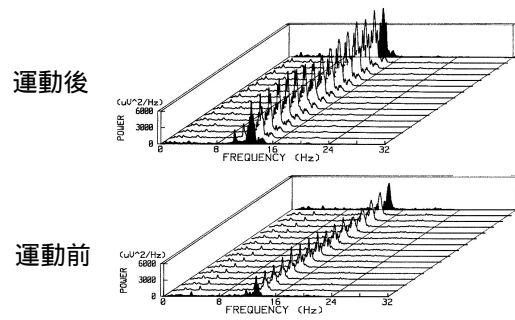 運動後
(uV^2/Hz)
POWER
6000
3000
0
0 8 16 24 32
FREQUENCY (Hz)
運動前
(uV^2/Hz)
POWER
6000
3000
0
0 8 16 24 32
FREQUENCY (Hz)